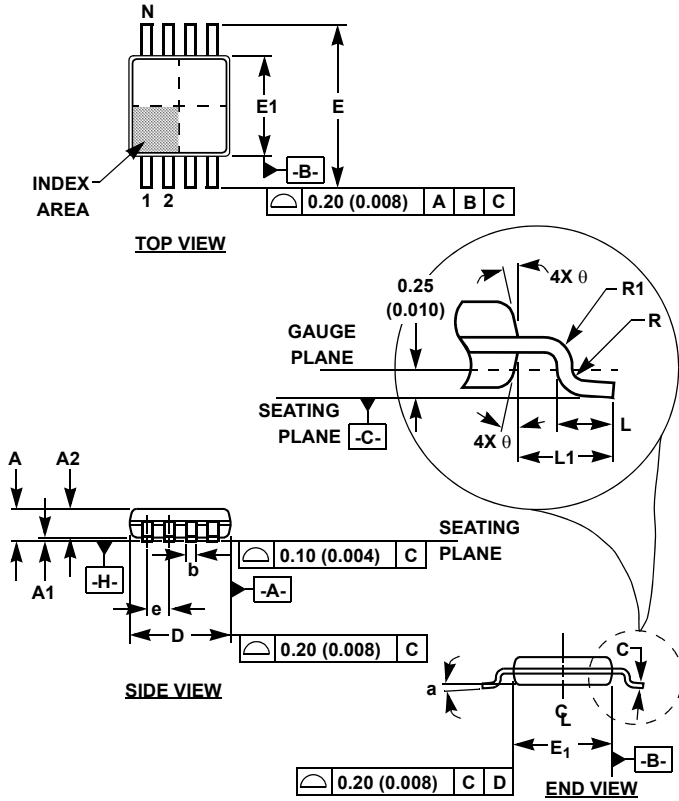 N
E1
E
-B-
INDEX
AREA
1 2
0.20 (0.008) A B C
TOP VIEW
0.25
(0.010)
4X θ
R1
R
GAUGE
PLANE
SEATING
PLANE
-C-
4X θ
L
L1
A A2
A1
-H-
b
e
D
SEATING
PLANE
0.10 (0.004) C
-A-
0.20 (0.008) C
SIDE VIEW
C
a
CL
E1
-B-
0.20 (0.008) C D
END VIEW